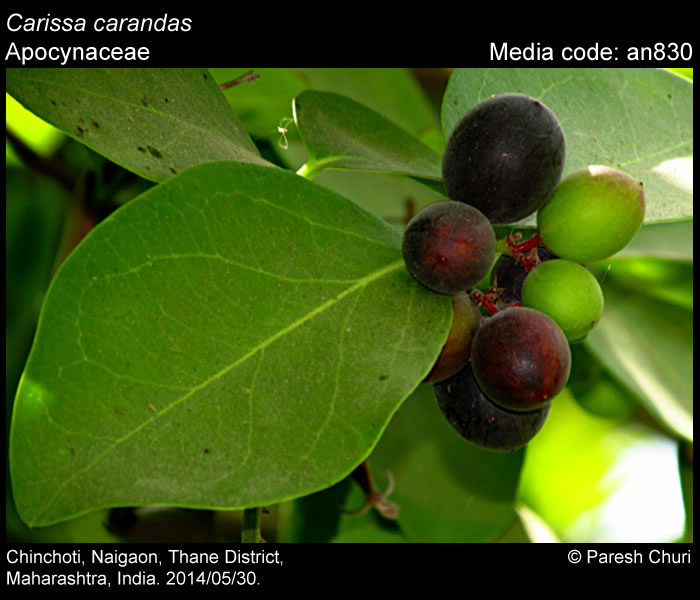 Carissa carandas
Apocynaceae
Media code: an830
Chinchoti, Naigaon, Thane District,
Maharashtra, India. 2014/05/30.
© Paresh Churi